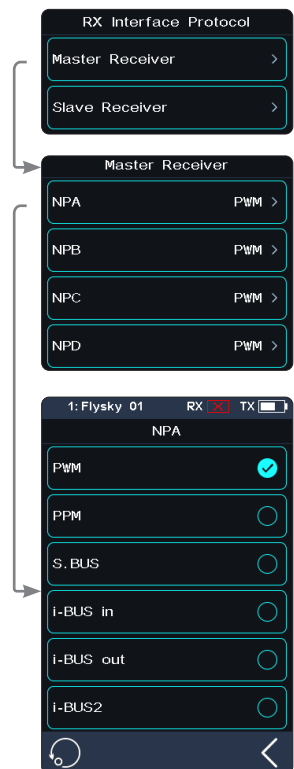 RX Interface Protocol
Master Receiver >
Slave Receiver >
Master Receiver
NPA PWM >
NPB PWM >
NPC PWM >
NPD PWM >
1: Flysky 01 RX TX
NPA
PWM
PPM
S.BUS
i-BUS in
i-BUS out
i-BUS2